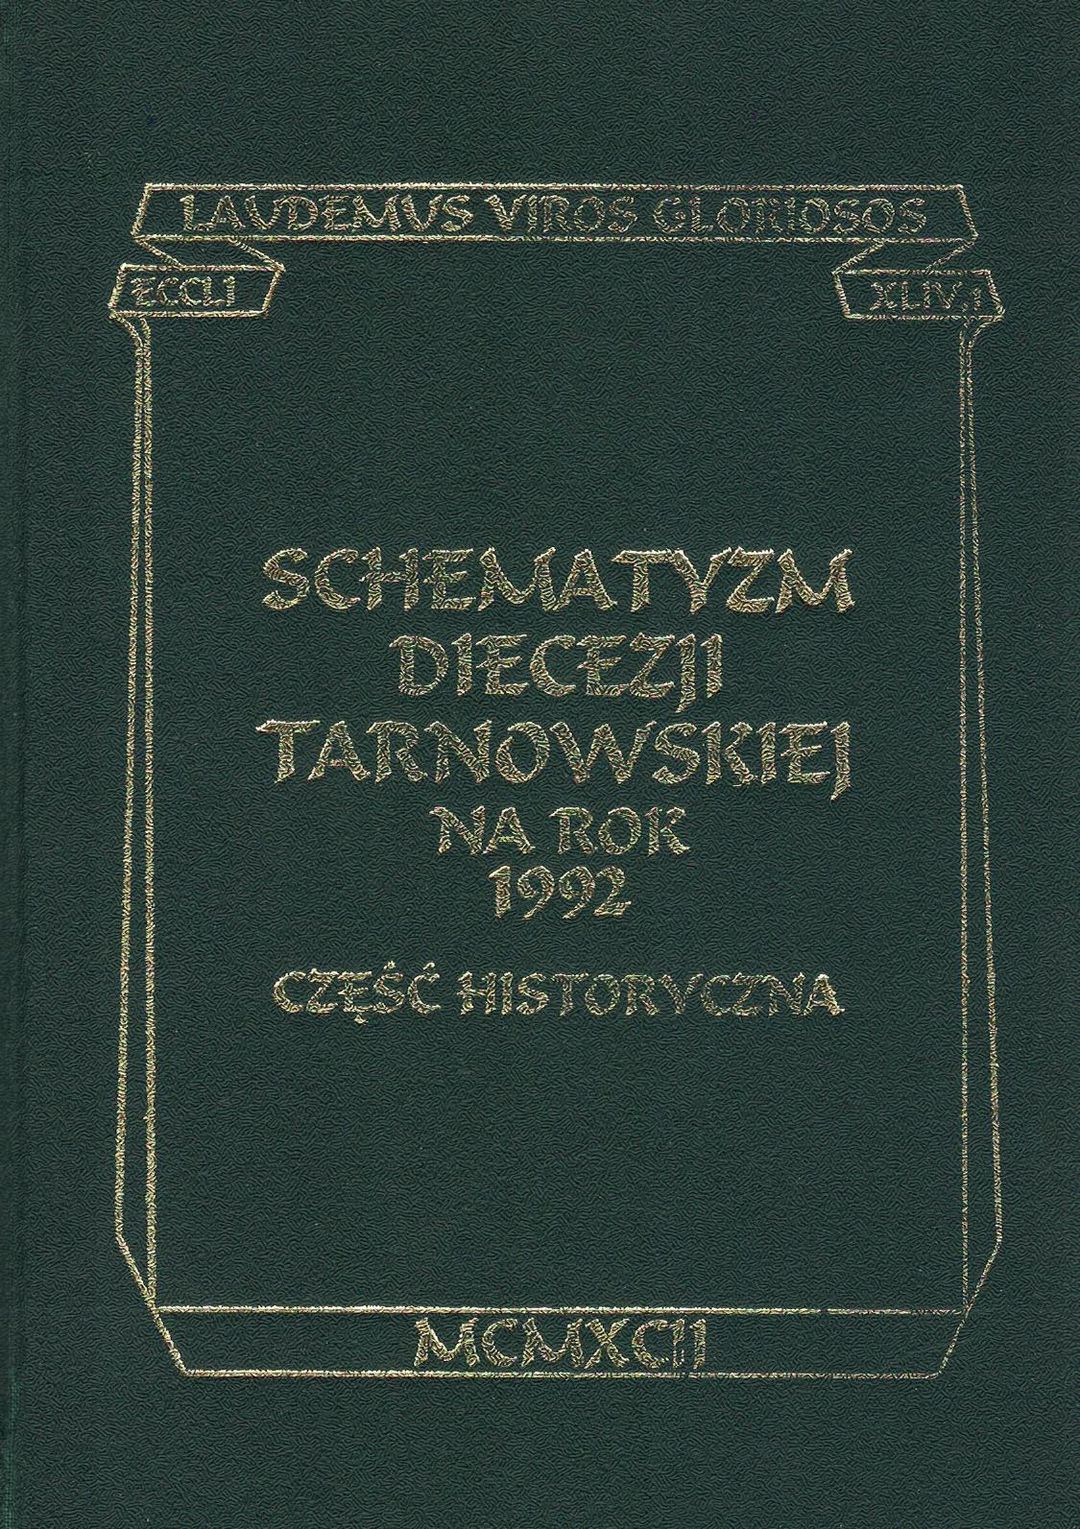 LAVDEMVS VIROS GLORIOSOS
ECCLI XLIV,1
SCHEMATYZM
DIECEZJI
TARNOWSKIEJ
NA ROK
1992
CZĘŚĆ HISTORYCZNA
MCMXCII